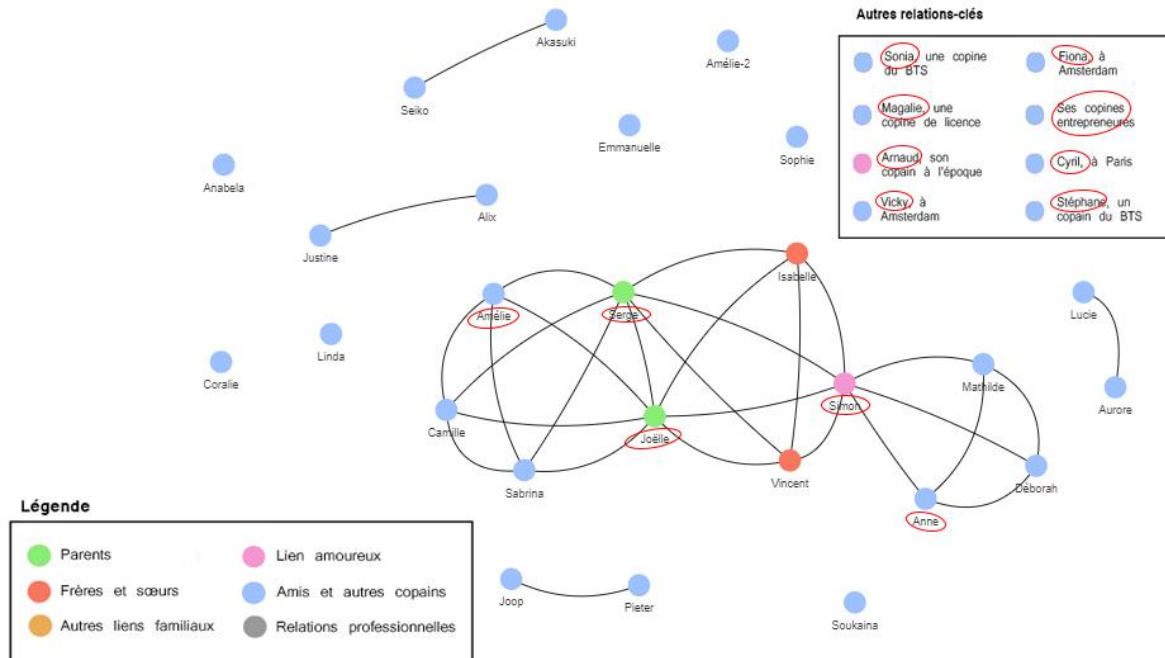 Autres relations-clés
Akasuki
Amélie-2
Sonia, une copine
du BTS
Fiona, à
Amsterdam
Seiko
Magalie, une
copine de licence
Ses copines
entrepreneures
Emmanuelle
Sophie
Arnaud, son
copain à l'époque
Cyril, à Paris
Anabela
Vicky, à
Amsterdam
Stéphane, un
copain du BTS
Alix
Justine
Isabelle
Amélie
Serge
Lucie
Linda
Coralie
Mathilde
Simon
Aurore
Camille
Joëlle
Vincent
Déborah
Sabrina
Anne
Légende
Parents
Lien amoureux
Frères et sœurs
Amis et autres copains
Autres liens familiaux
Relations professionnelles
Joop
Pieter
Soukaina